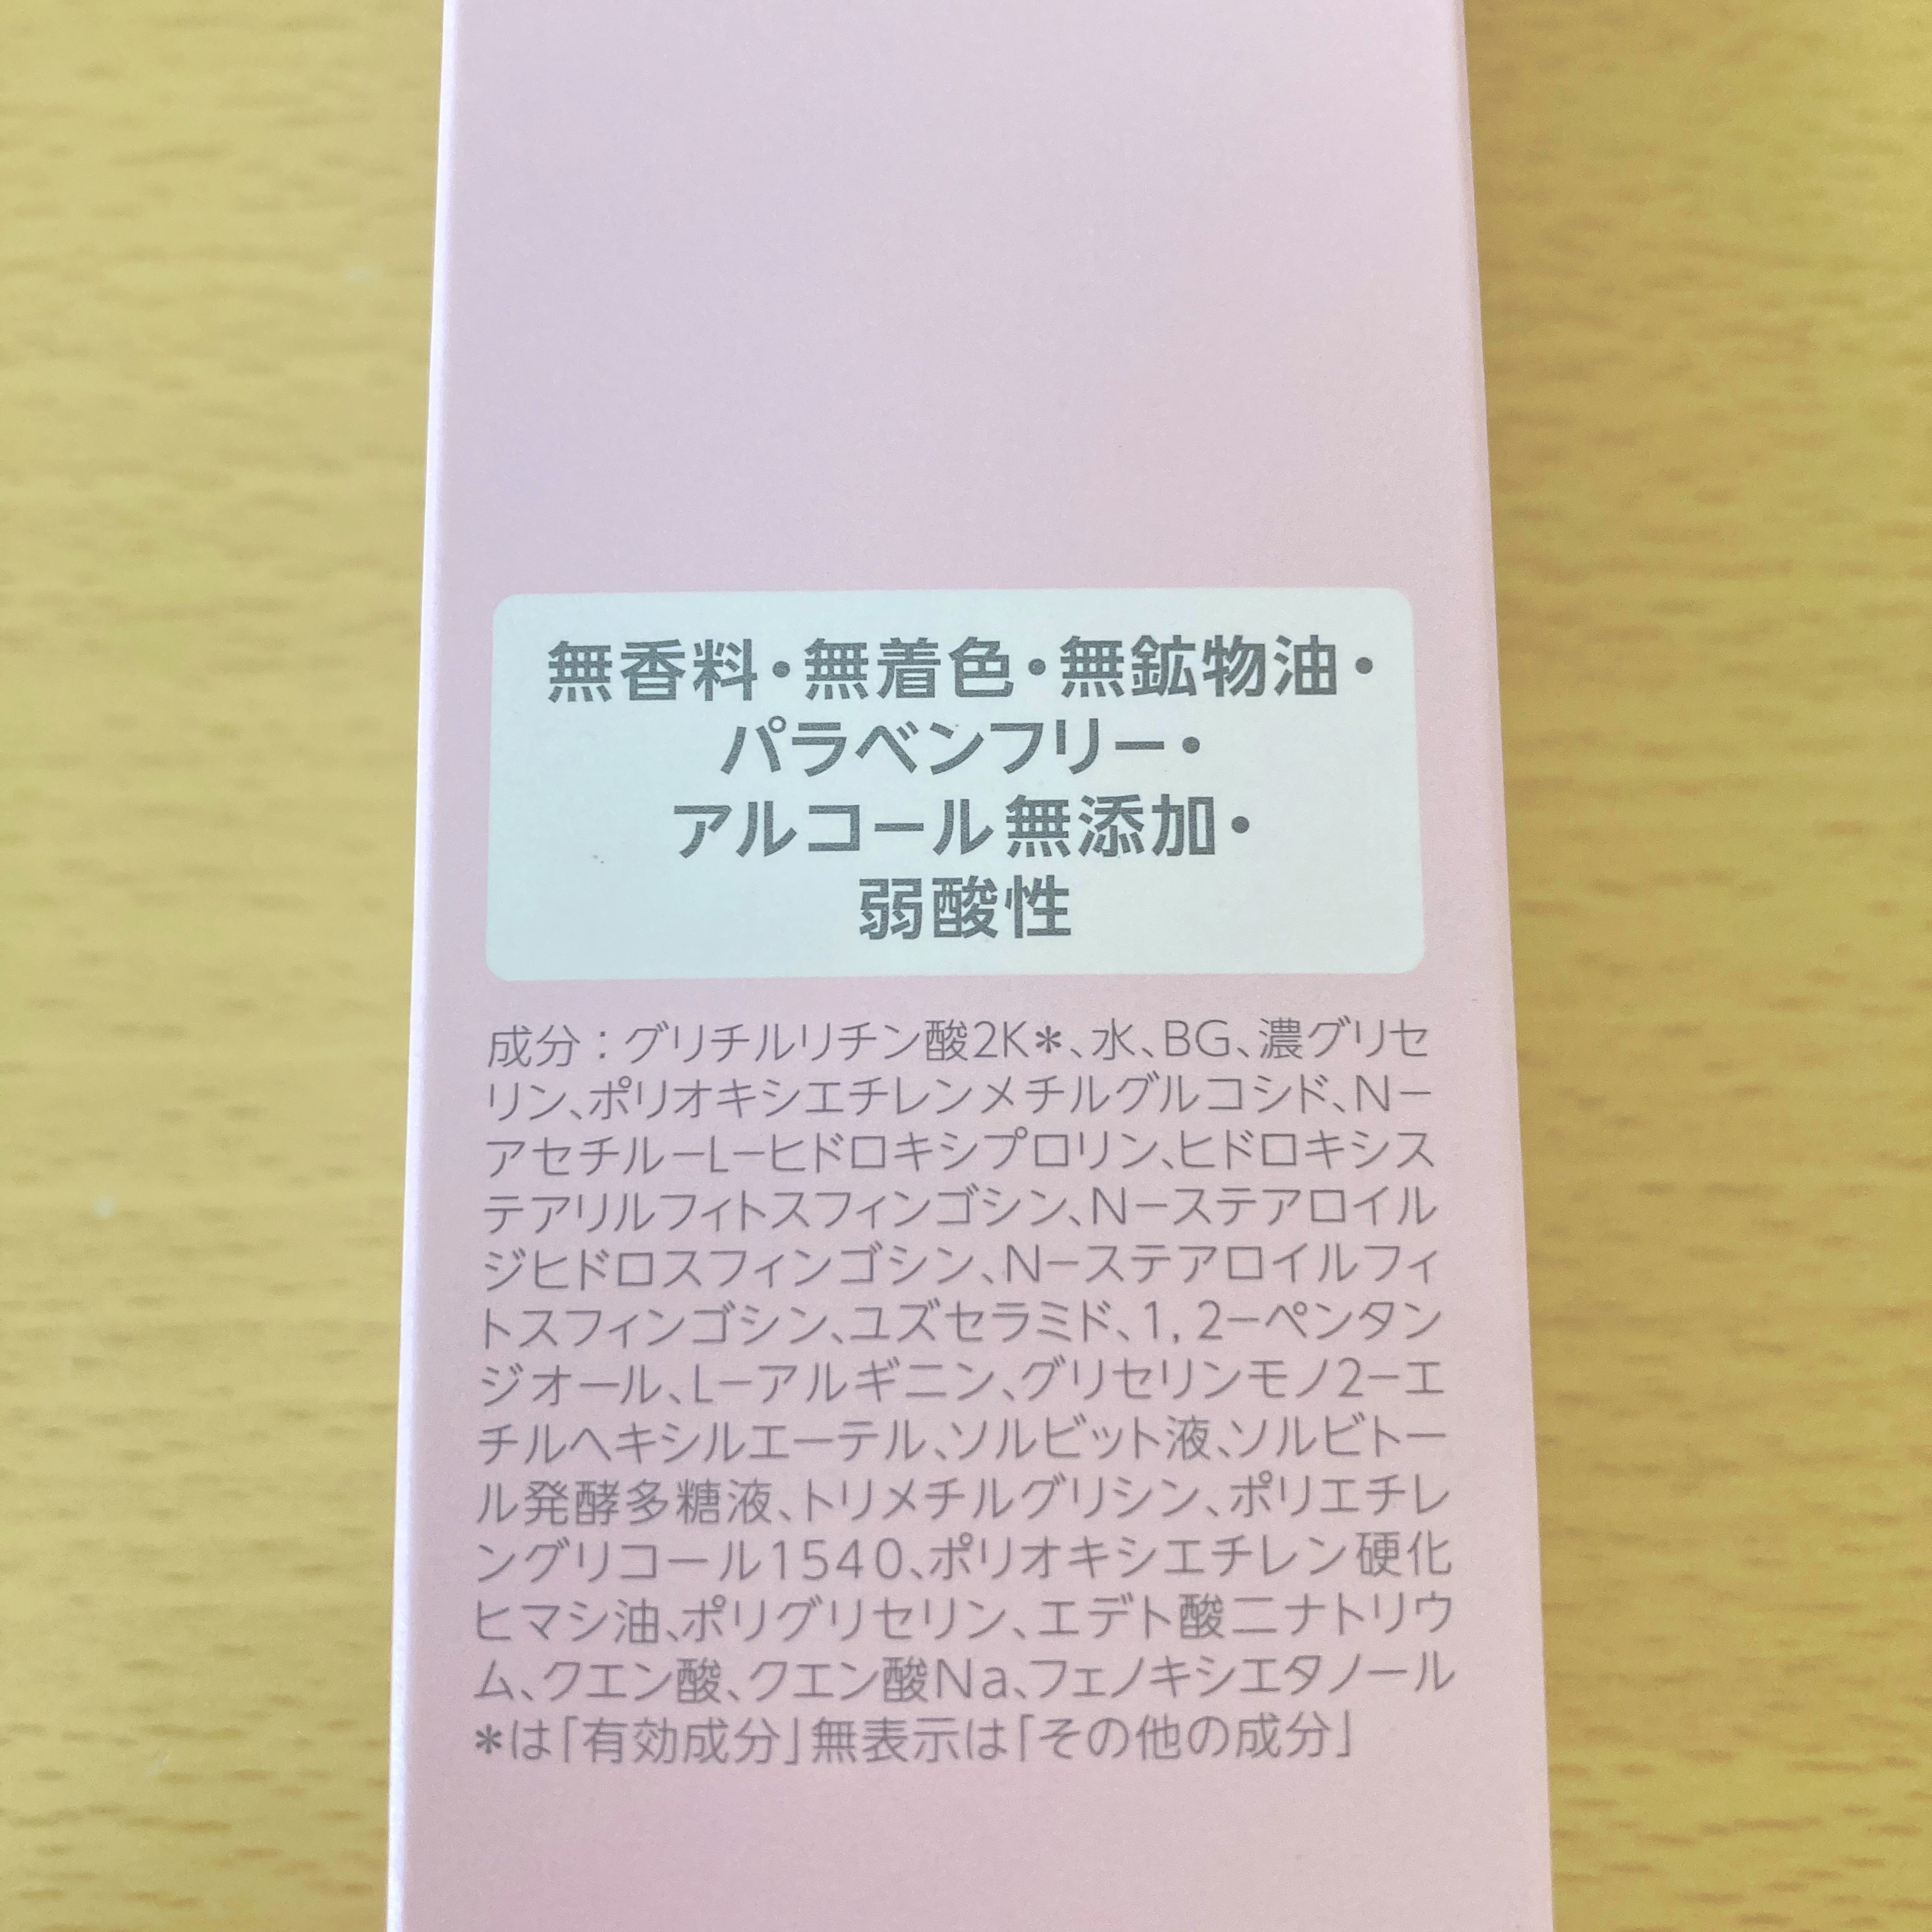 無香料・無着色・無鉱物油・
パラベンフリー・
アルコール無添加・
弱酸性
成分：グリチルリチン酸2K＊、水、BG、濃グリセ
リン、ポリオキシエチレンメチルグルコシド、N－
アセチル－L－ヒドロキシプロリン、ヒドロキシス
テアリルフィトスフィンゴシン、N－ステアロイル
ジヒドロスフィンゴシン、N－ステアロイルフィ
トスフィンゴシン、ユズセラミド、1，2－ペンタン
ジオール、L－アルギニン、グリセリンモノ2－エ
チルヘキシルエーテル、ソルビット液、ソルビトー
ル発酵多糖液、トリメチルグリシン、ポリエチレ
ングリコール1540、ポリオキシエチレン硬化
ヒマシ油、ポリグリセリン、エデト酸二ナトリウ
ム、クエン酸、クエン酸Na、フェノキシエタノール
＊は「有効成分」無表示は「その他の成分」